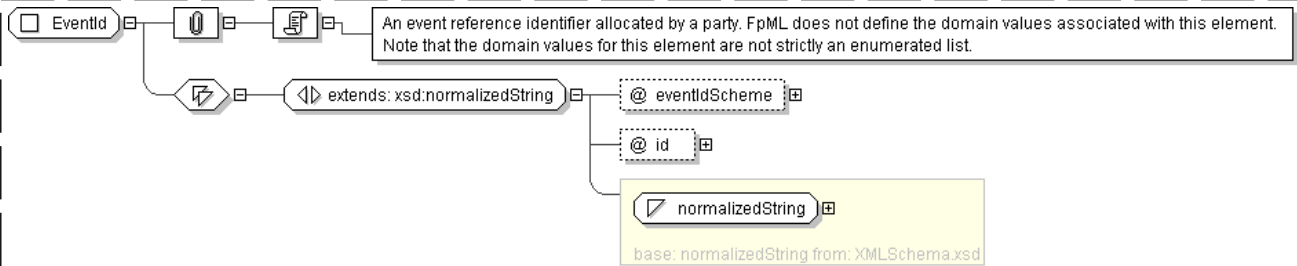 EventId
An event reference identifier allocated by a party. FpML does not define the domain values associated with this element.
Note that the domain values for this element are not strictly an enumerated list.
extends: xsd:normalizedString
@ eventIdScheme
@ id
normalizedString
base: normalizedString from: XMLSchema.xsd